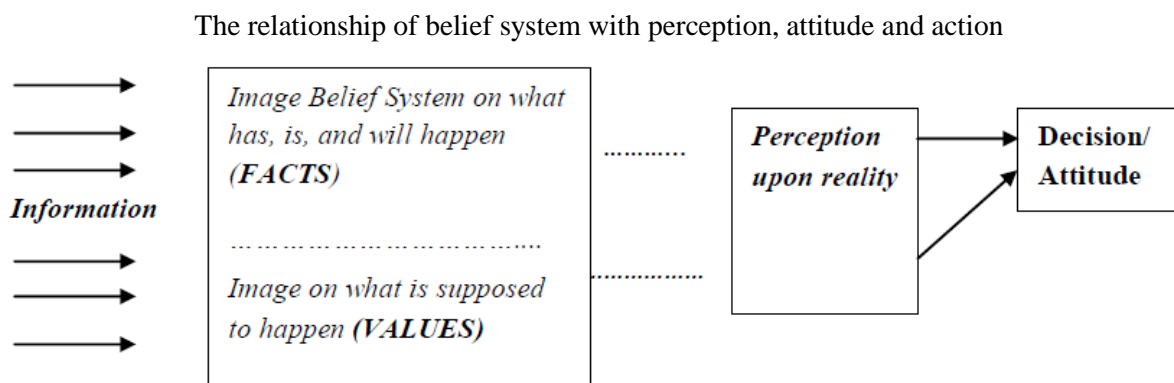 The relationship of belief system with perception, attitude and action
Information
Image Belief System on what
has, is, and will happen
(FACTS)
………………………………....
Image on what is supposed
to happen (VALUES)
...........
................
Perception
upon reality
Decision/
Attitude